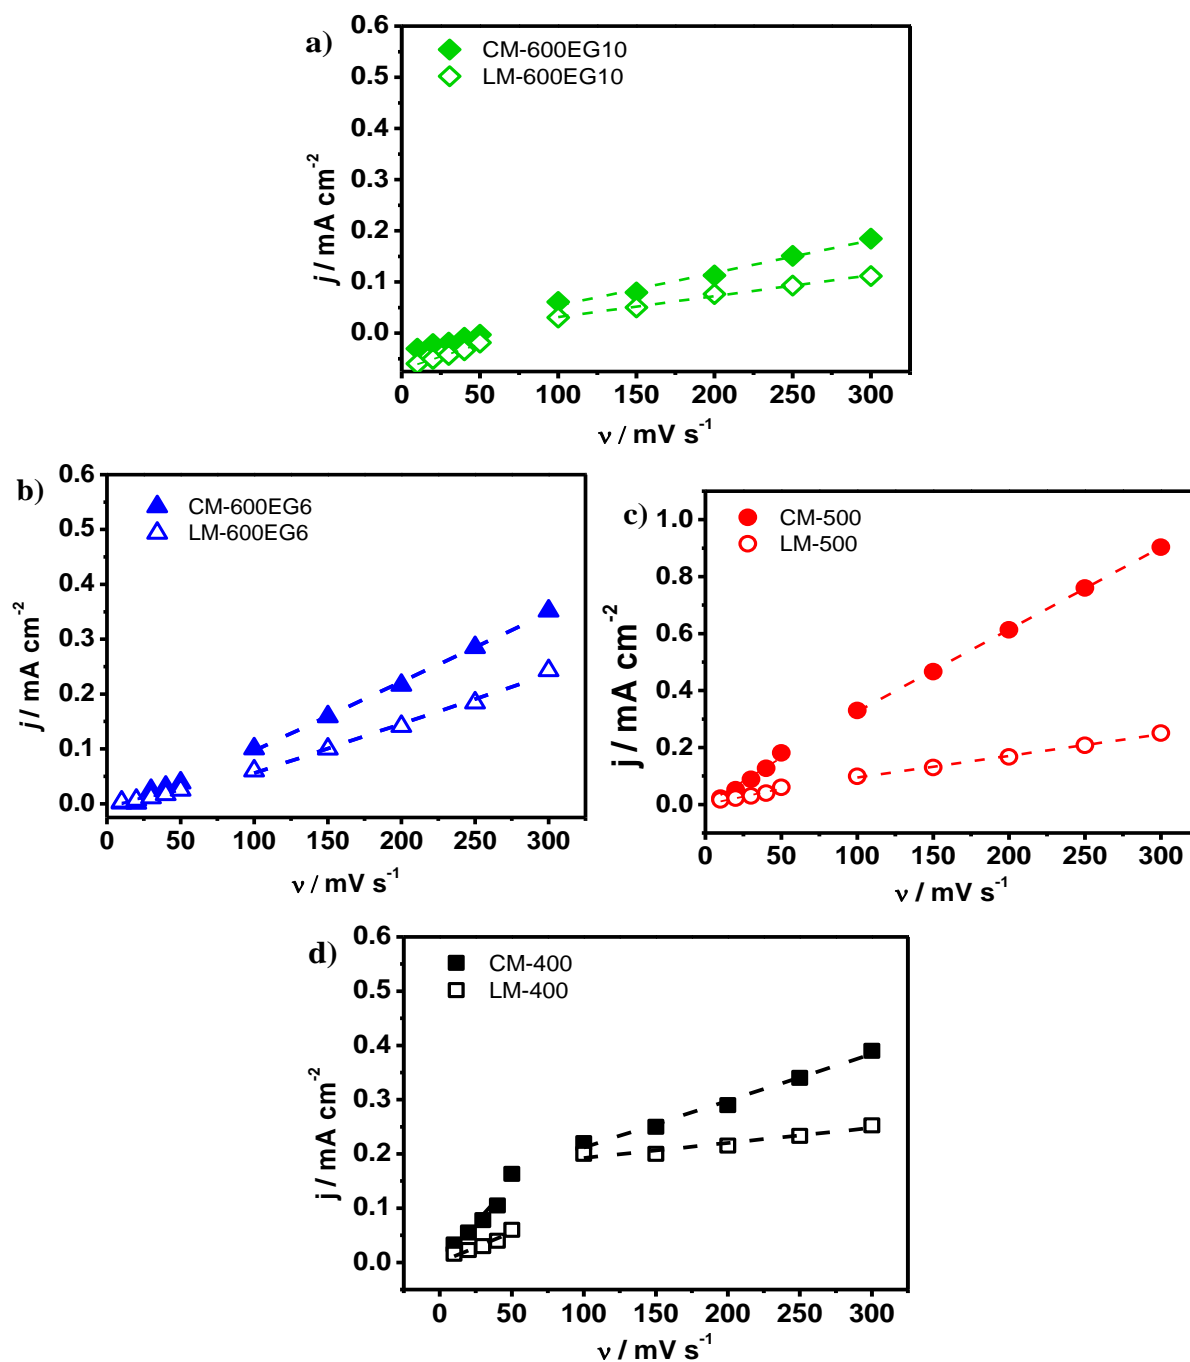 a)
CM-600EG10
LM-600EG10
0.6
0.5
0.4
0.3
0.2
0.1
0.0
j / mA cm-2
0 50 100 150 200 250 300
ν / mV s-1
b)
CM-600EG6
LM-600EG6
0.6
0.5
0.4
0.3
0.2
0.1
0.0
j / mA cm-2
0 50 100 150 200 250 300
ν / mV s-1
c)
CM-500
LM-500
1.0
0.8
0.6
0.4
0.2
0.0
j / mA cm-2
0 50 100 150 200 250 300
ν / mV s-1
d)
CM-400
LM-400
0.6
0.5
0.4
0.3
0.2
0.1
0.0
j / mA cm-2
0 50 100 150 200 250 300
ν / mV s-1